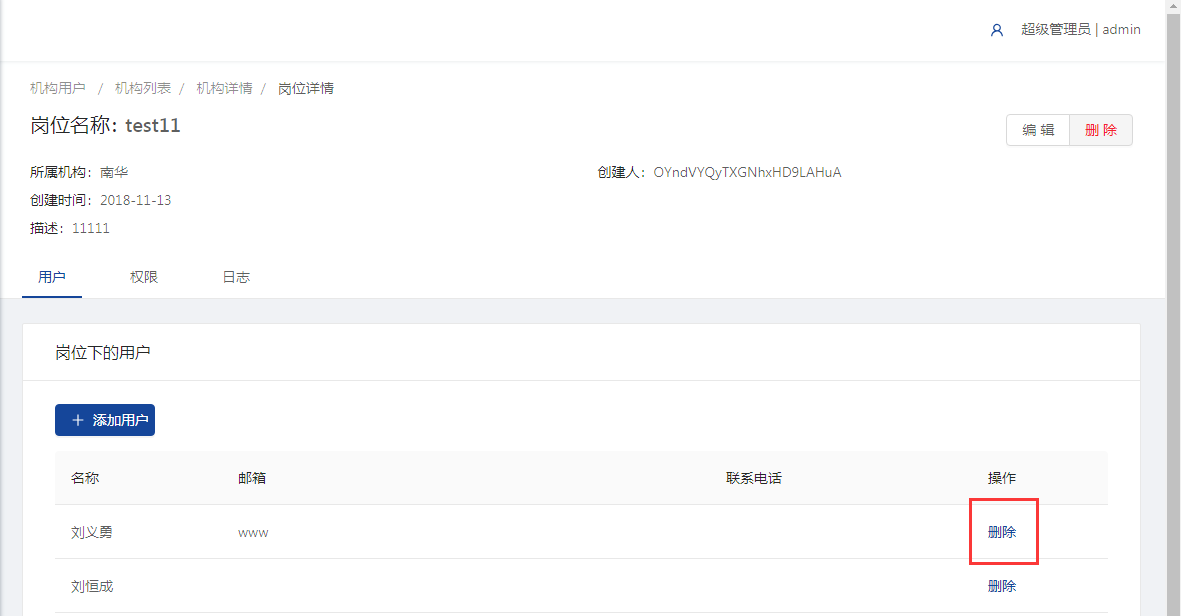 超级管理员 | admin
机构用户 / 机构列表 / 机构详情 / 岗位详情
岗位名称：test11
编 辑 删 除
所属机构：南华 创建人：OYndVYQyTXGNhxHD9LAHuA
创建时间：2018-11-13
描述：11111
用户 权限 日志
岗位下的用户
＋ 添加用户
名称 邮箱 联系电话 操作
刘义勇 www 删除
刘恒成 删除